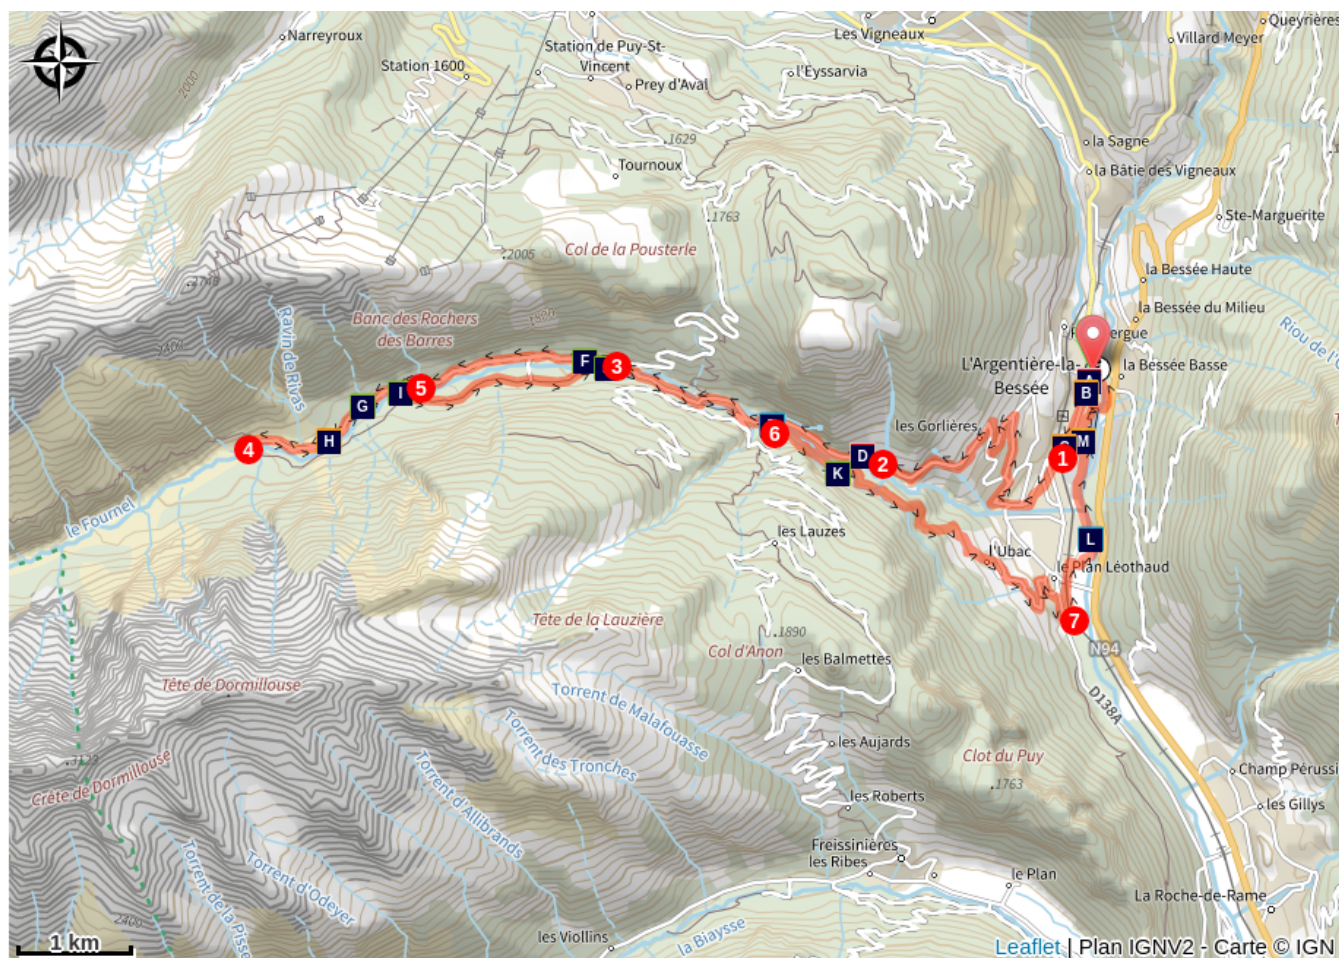 Narreyroux
Station 1600
Station de Puy-St-
Vincent
Prey d'Aval
l'Eyssarvia
Les Vigneaux
Queyrières
Villard Meyer
2000
.1629
Tournoux
la Sagne
la Bâtie des Vigneaux
.1763
Ste-Marguerite
Col de la Pousterle
.2005
la Bessée Haute
la Bessée du Milieu
Riou de l'
Banc des Rochers
des Barres
Ravin de Rivas
L'Argentière-la-
Bessée
la Bessée Basse
B
F
3
I
5
G
H
4
les Gorlières
6
D
2
K
M
1
le Fournel
les Lauzes
l'Ubac
L
le Plan Léothaud
7
Tête de la Lauzière
.1890
Col d'Anon
les Balmettes
N94
D138A
Tête de Dormillouse
Torrent de Malafouasse
Torrent des Tronches
les Aujards
Clot du Puy
.1763
Crête de Dormillouse
.3123
Torrent d'Allibrands
les Roberts
Champ Pérussi
les Gillys
Torrent d'Odeyer
Torrent de la Pisse
2400
Freissinières
les Ribes
le Plan
La Roche-de-Rame
les Viollins
la Biaysse
1 km
Leaflet | Plan IGNV2 - Carte © IGN